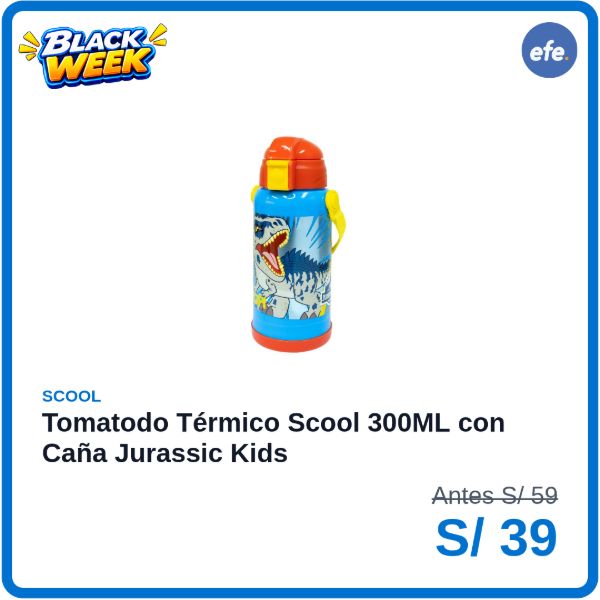 BLACK
WEEK
efe.
SCOOL
Tomatodo Térmico Scool 300ML con
Caña Jurassic Kids
Antes S/ 59
S/ 39